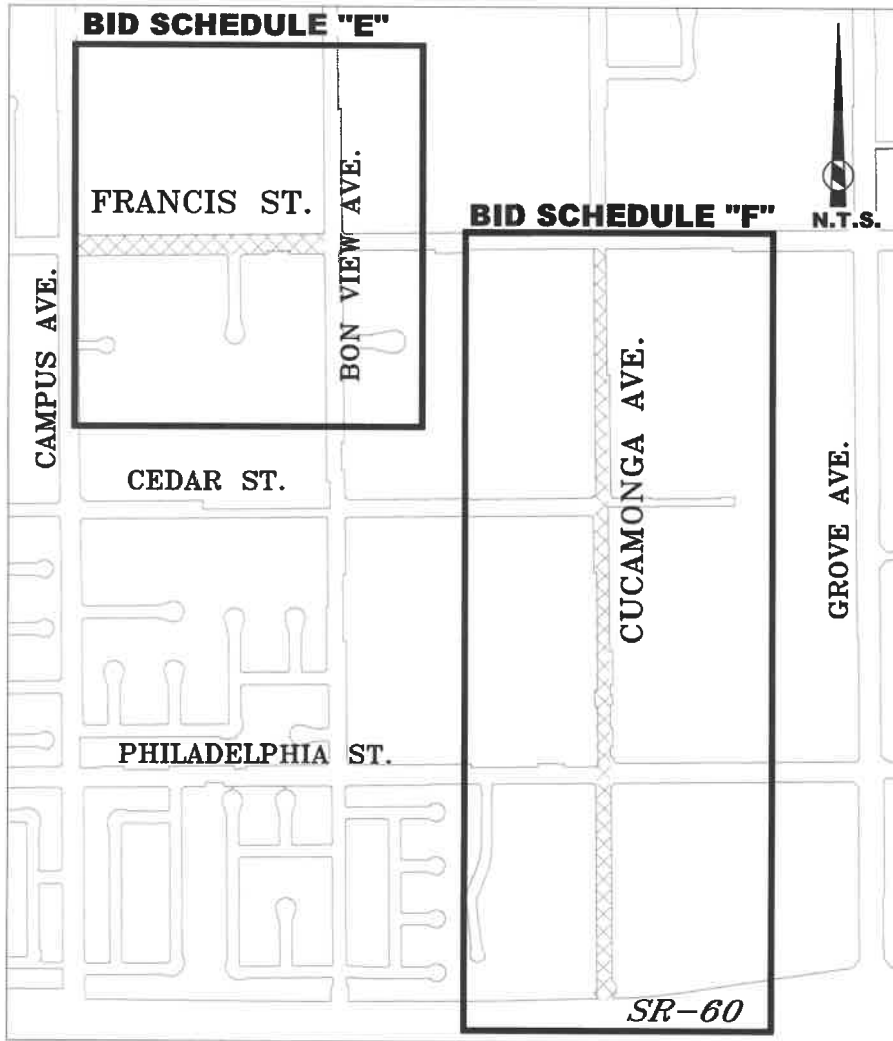 BID SCHEDULE "E"
FRANCIS ST.
BON VIEW AVE.
BID SCHEDULE "F"
N.T.S.
CAMPUS AVE.
CUCAMONGA AVE.
CEDAR ST.
GROVE AVE.
PHILADELPHIA ST.
SR-60